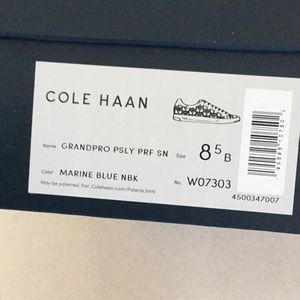 COLE HAAN
Name GRANDPRO PSLY PRF SN Size 8 5 B
Color MARINE BLUE NBK No. W07303
May be patented. Pat. Colehaan.com/Patents.html
4500347007